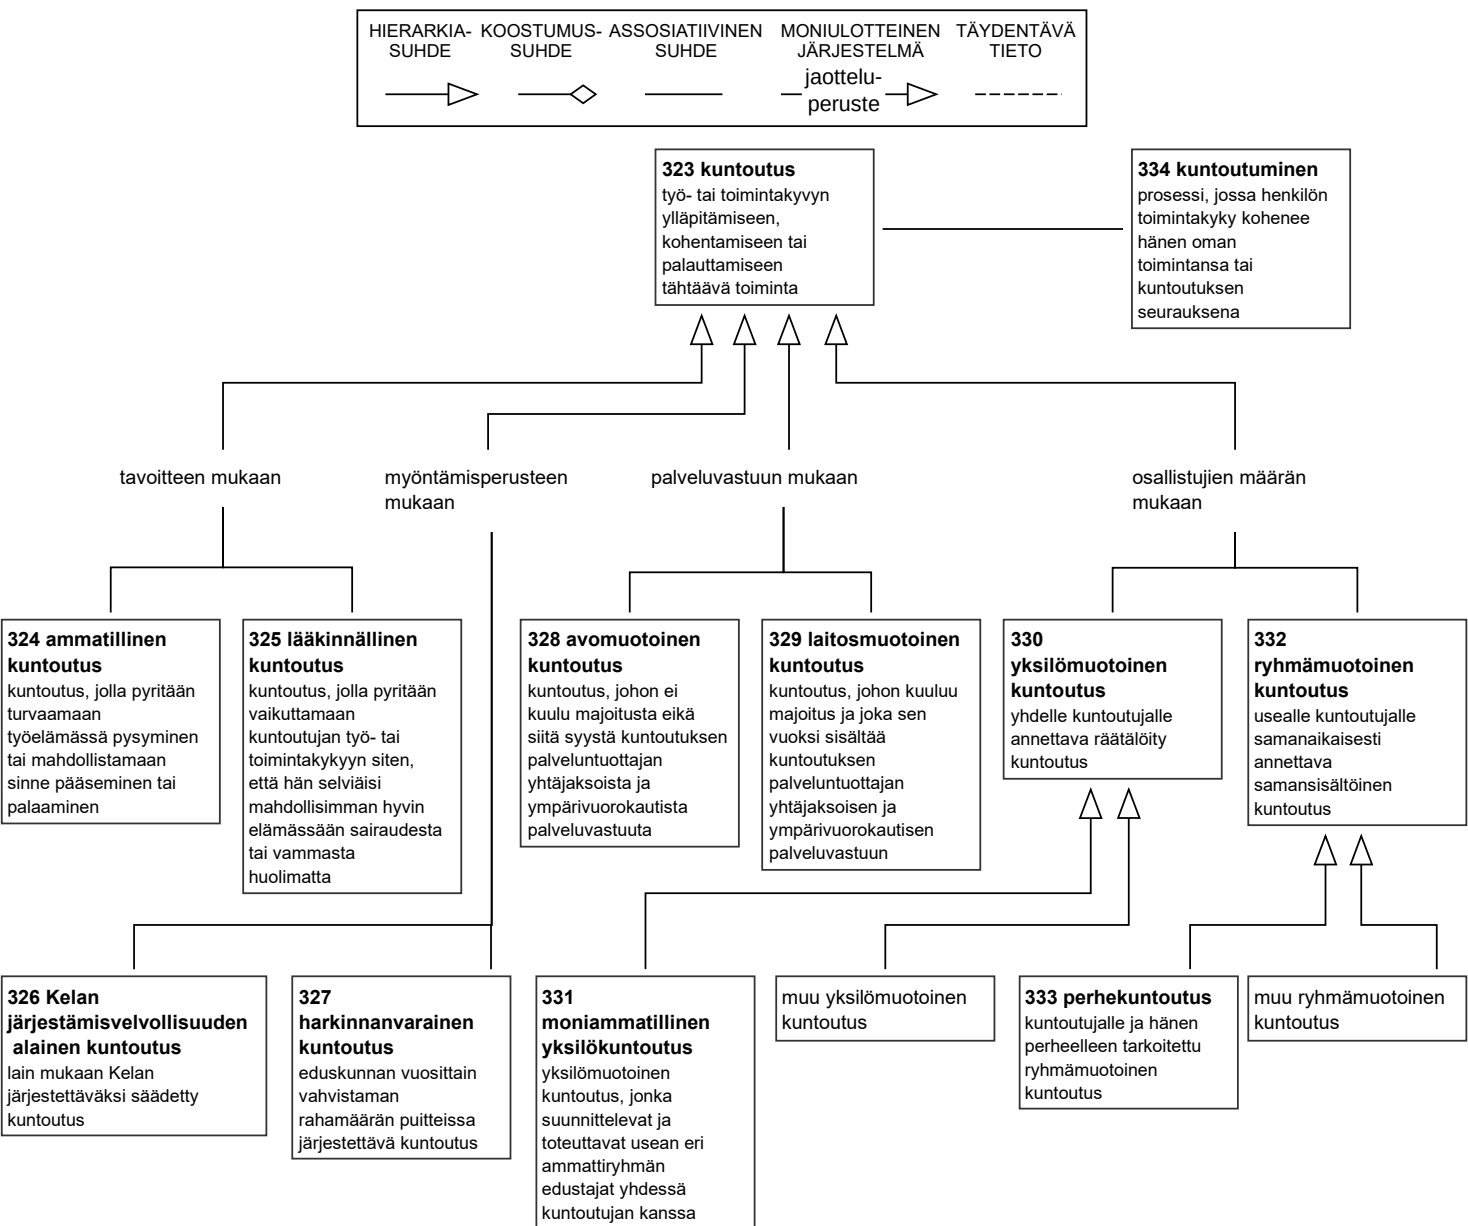 HIERARKIA-
SUHDE
KOOSTUMUS-
SUHDE
ASSOSIATIIVINEN
SUHDE
MONIULOTTEINEN
JÄRJESTELMÄ
jaottelu-
peruste
TÄYDENTÄVÄ
TIETO
323 kuntoutus
työ- tai toimintakyvyn
ylläpitämiseen,
kohentamiseen tai
palauttamiseen
tähtäävä toiminta
334 kuntoutuminen
prosessi, jossa henkilön
toimintakyky kohenee
hänen oman
toimintansa tai
kuntoutuksen
seurauksena
tavoitteen mukaan
myöntämisperusteen
mukaan
palveluvastuun mukaan
osallistujien määrän
mukaan
324 ammatillinen
kuntoutus
kuntoutus, jolla pyritään
turvaamaan
työelämässä pysyminen
tai mahdollistamaan
sinne pääseminen tai
palaaminen
325 lääkinnällinen
kuntoutus
kuntoutus, jolla pyritään
vaikuttamaan
kuntoutujan työ- tai
toimintakykyyn siten,
että hän selviäisi
mahdollisimman hyvin
elämässään sairaudesta
tai vammasta
huolimatta
328 avomuotoinen
kuntoutus
kuntoutus, johon ei
kuulu majoitusta eikä
siitä syystä kuntoutuksen
palveluntuottajan
yhtäjaksoista ja
ympärivuorokautista
palveluvastuuta
329 laitosmuotoinen
kuntoutus
kuntoutus, johon kuuluu
majoitus ja joka sen
vuoksi sisältää
kuntoutuksen
palveluntuottajan
yhtäjaksoisen ja
ympärivuorokautisen
palveluvastuun
330
yksilömuotoinen
kuntoutus
yhdelle kuntoutujalle
annettava räätälöity
kuntoutus
332
ryhmämuotoinen
kuntoutus
usealle kuntoutujalle
samanaikaisesti
annettava
samansisältöinen
kuntoutus
326 Kelan
järjestämisvelvollisuuden
alainen kuntoutus
lain mukaan Kelan
järjestettäväksi säädetty
kuntoutus
327
harkinnanvarainen
kuntoutus
eduskunnan vuosittain
vahvistaman
rahamäärän puitteissa
järjestettävä kuntoutus
331
moniammatillinen
yksilökuntoutus
yksilömuotoinen
kuntoutus, jonka
suunnittelevat ja
toteuttavat usean eri
ammattiryhmän
edustajat yhdessä
kuntoutujan kanssa
muu yksilömuotoinen
kuntoutus
333 perhekuntoutus
kuntoutujalle ja hänen
perheelleen tarkoitettu
ryhmämuotoinen
kuntoutus
muu ryhmämuotoinen
kuntoutus